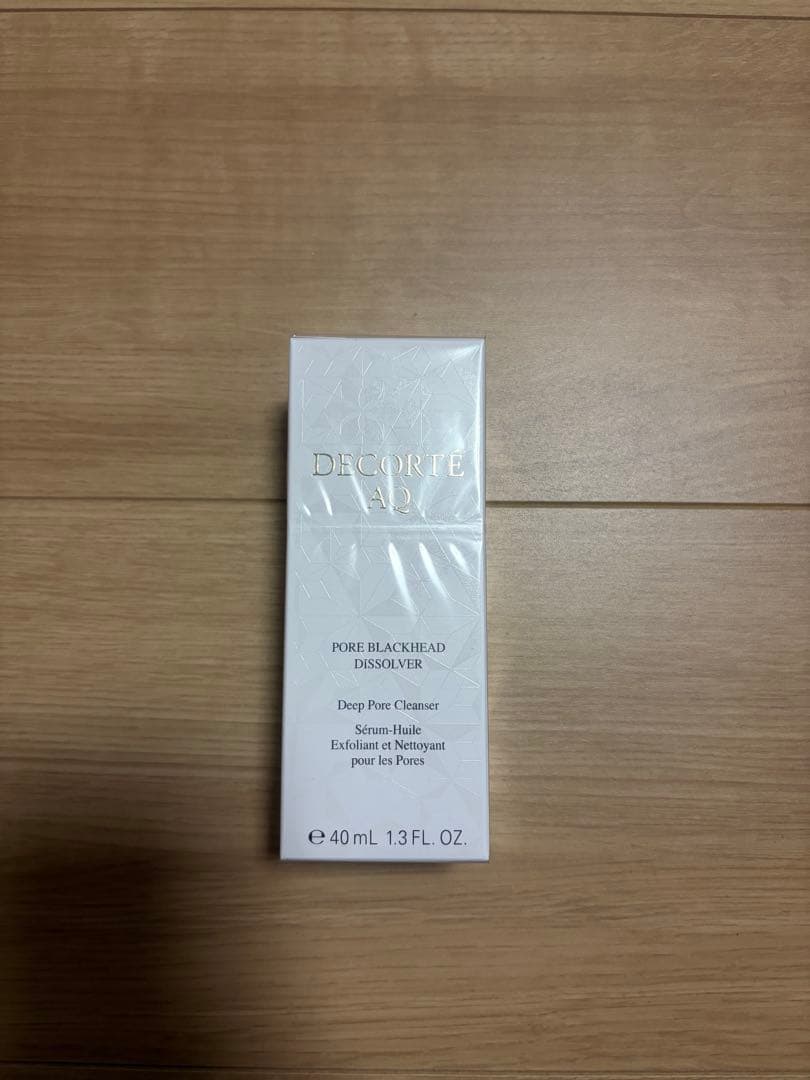 DECORTÉ
AQ
PORE BLACKHEAD
DISSOLVER
Deep Pore Cleanser
Sérum-Huile
Exfoliant et Nettoyant
pour les Pores
℮ 40 mL 1.3 FL. OZ.